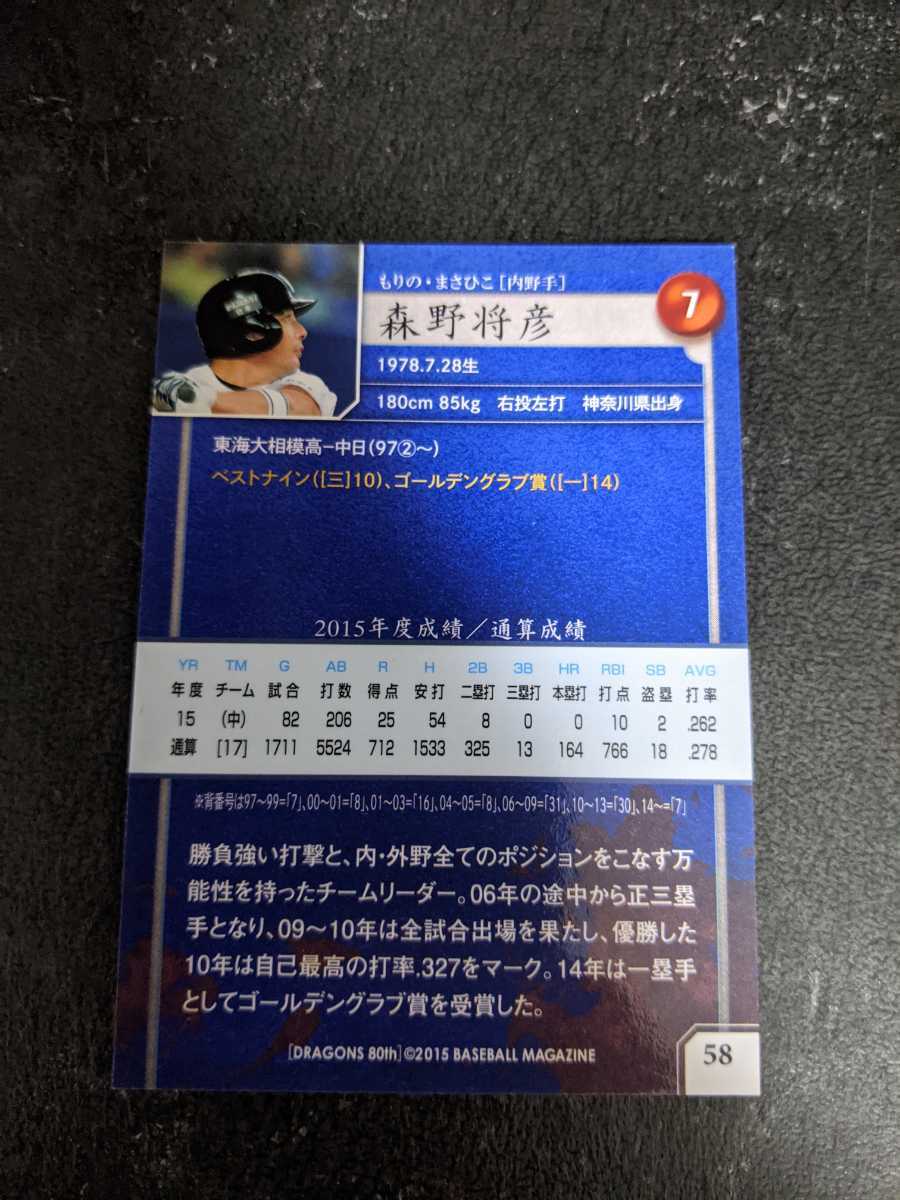 もりの・まさひこ[内野手]
森野将彦
7
1978.7.28生
180cm 85kg 右投左打 神奈川県出身
東海大相模高－中日(97②〜)
ベストナイン([三]10)、ゴールデングラブ賞([一]14)
2015年度成績／通算成績
YR TM G AB R H 2B 3B HR RBI SB AVG
年度 チーム 試合 打数 得点 安打 二塁打 三塁打 本塁打 打点 盗塁 打率
15 (中) 82 206 25 54 8 0 0 10 2 .262
通算 [17] 1711 5524 712 1533 325 13 164 766 18 .278
※背番号は97〜99=「7」、00〜01=「8」、01〜03=「16」、04〜05=「8」、06〜09=「31」、10〜13=「30」、14〜=「7」
勝負強い打撃と、内・外野全てのポジションをこなす万
能性を持ったチームリーダー。06年の途中から正三塁
手となり、09〜10年は全試合出場を果たし、優勝した
10年は自己最高の打率.327をマーク。14年は一塁手
としてゴールデングラブ賞を受賞した。
[DRAGONS 80th]©2015 BASEBALL MAGAZINE
58